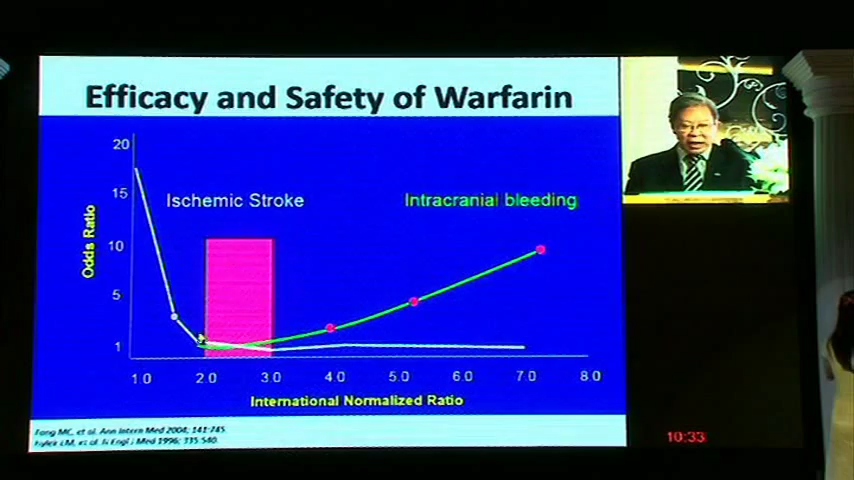 Efficacy and Safety of Warfarin
20
15
10
5
1
Odds Ratio
Ischemic Stroke
Intracranial bleeding
1.0 2.0 3.0 4.0 5.0 6.0 7.0 8.0
International Normalized Ratio
Fang MC, et al. Ann Intern Med 2004; 141:745.
Hylek EM, et al. N Engl J Med 1996; 335:540.
10:33